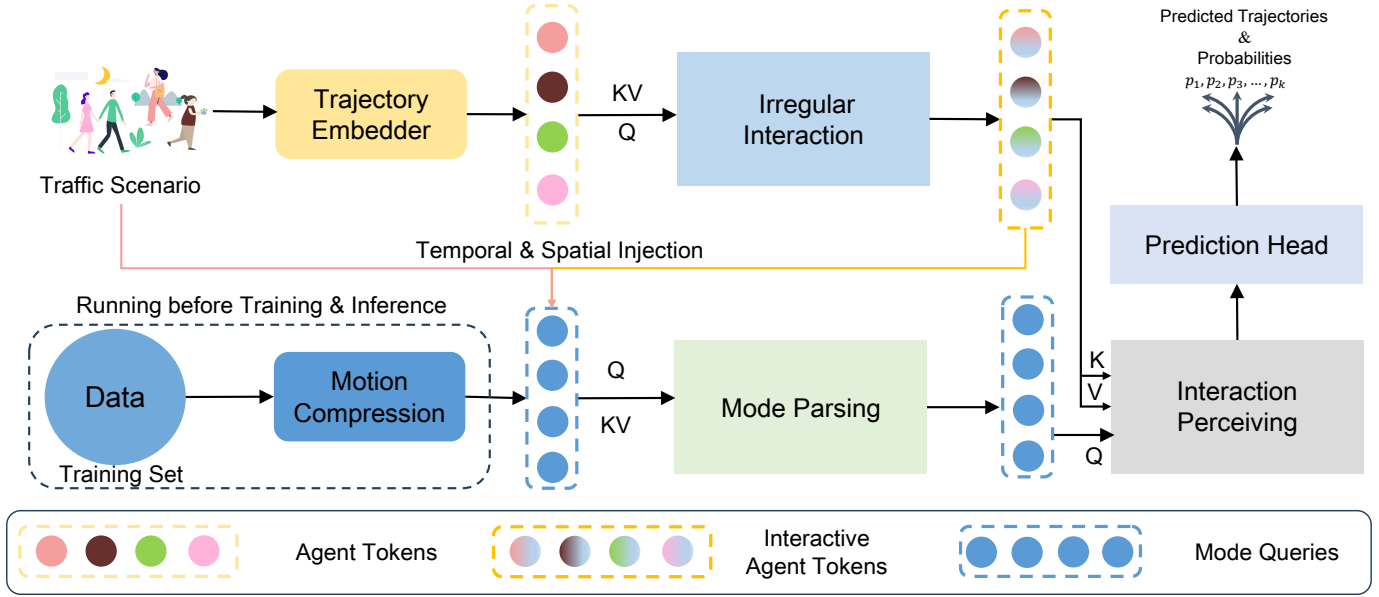 Predicted Trajectories
&
Probabilities
p₁, p₂, p₃, ..., pₖ
Trajectory
Embedder
KV
Q
Irregular
Interaction
Traffic Scenario
Temporal & Spatial Injection
Prediction Head
Running before Training & Inference
Data
Motion
Compression
Training Set
Q
KV
Mode Parsing
K
V
Q
Interaction
Perceiving
Agent Tokens
Interactive
Agent Tokens
Mode Queries